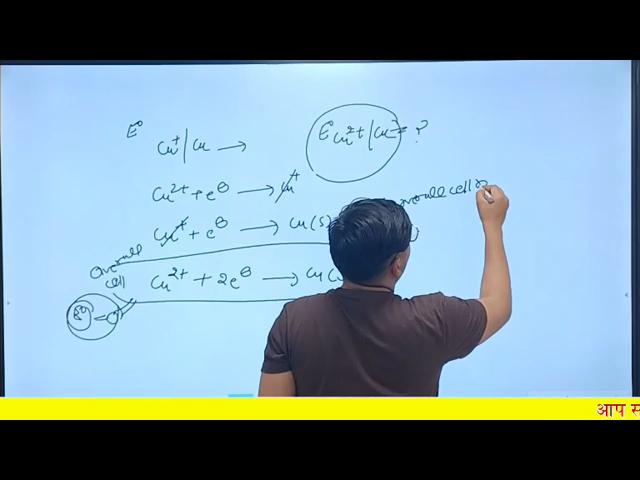 E° Cu⁺/Cu ⟶ E°Cu²⁺/Cu = ?
Cu²⁺ + e⊖ ⟶ Cu⁺
Cu⁺ + e⊖ ⟶ Cu(s)
Overall cell
Cu²⁺ + 2e⊖ ⟶ Cu(
overall cell
आप स